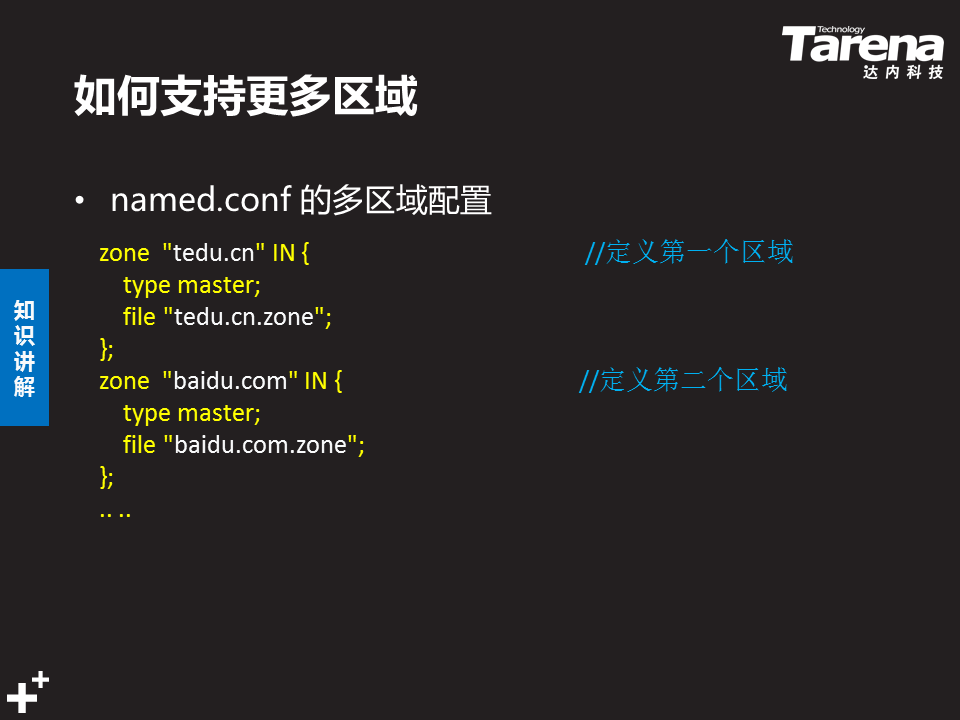 Technology
Tarena
达内科技
如何支持更多区域
• named.conf 的多区域配置
zone "tedu.cn" IN { //定义第一个区域
type master;
file "tedu.cn.zone";
};
zone "baidu.com" IN { //定义第二个区域
type master;
file "baidu.com.zone";
};
.. ..
知识讲解